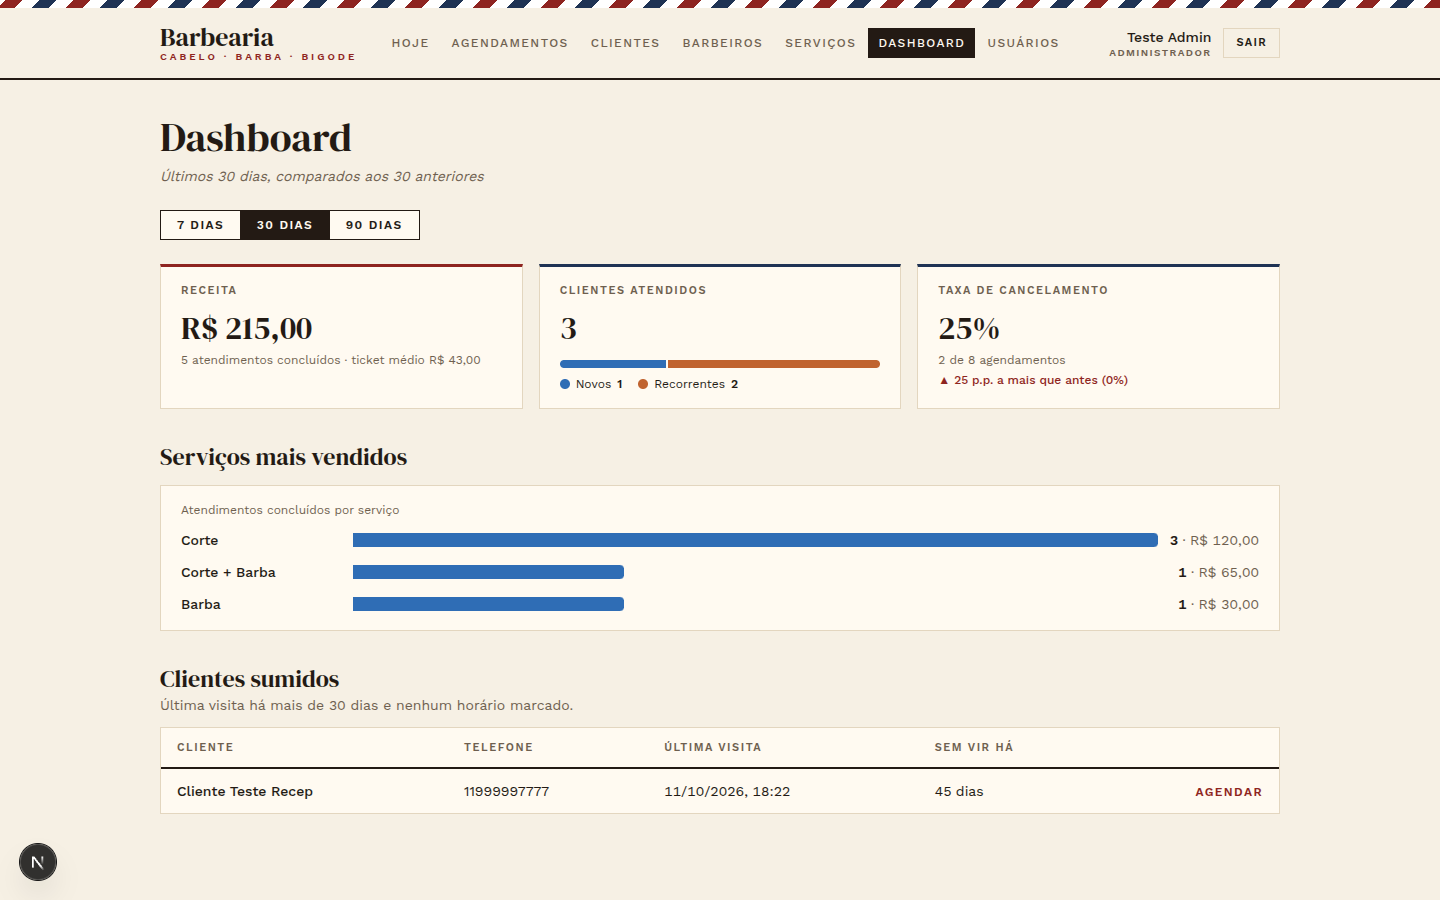 Barbearia
CABELO · BARBA · BIGODE
HOJE AGENDAMENTOS CLIENTES BARBEIROS SERVIÇOS DASHBOARD USUÁRIOS
Teste Admin
ADMINISTRADOR
SAIR
Dashboard
Últimos 30 dias, comparados aos 30 anteriores
7 DIAS 30 DIAS 90 DIAS
RECEITA
R$ 215,00
5 atendimentos concluídos · ticket médio R$ 43,00
CLIENTES ATENDIDOS
3
Novos 1 Recorrentes 2
TAXA DE CANCELAMENTO
25%
2 de 8 agendamentos
▲ 25 p.p. a mais que antes (0%)
Serviços mais vendidos
Atendimentos concluídos por serviço
Corte 3 · R$ 120,00
Corte + Barba 1 · R$ 65,00
Barba 1 · R$ 30,00
Clientes sumidos
Última visita há mais de 30 dias e nenhum horário marcado.
CLIENTE TELEFONE ÚLTIMA VISITA SEM VIR HÁ
Cliente Teste Recep 11999997777 11/10/2026, 18:22 45 dias AGENDAR
N